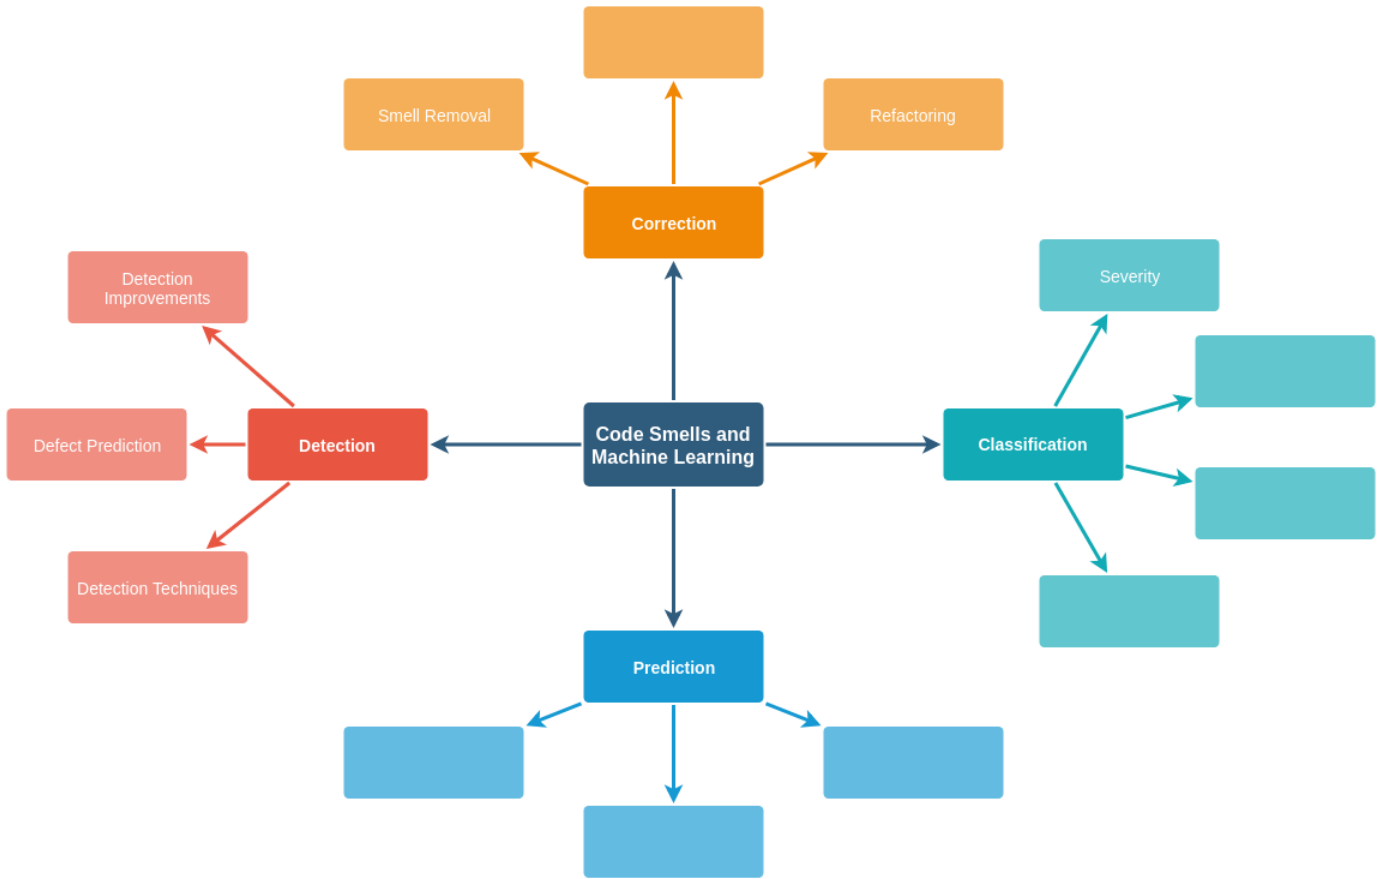 Smell Removal
Refactoring
Correction
Detection
Improvements
Severity
Defect Prediction
Detection
Code Smells and
Machine Learning
Classification
Detection Techniques
Prediction